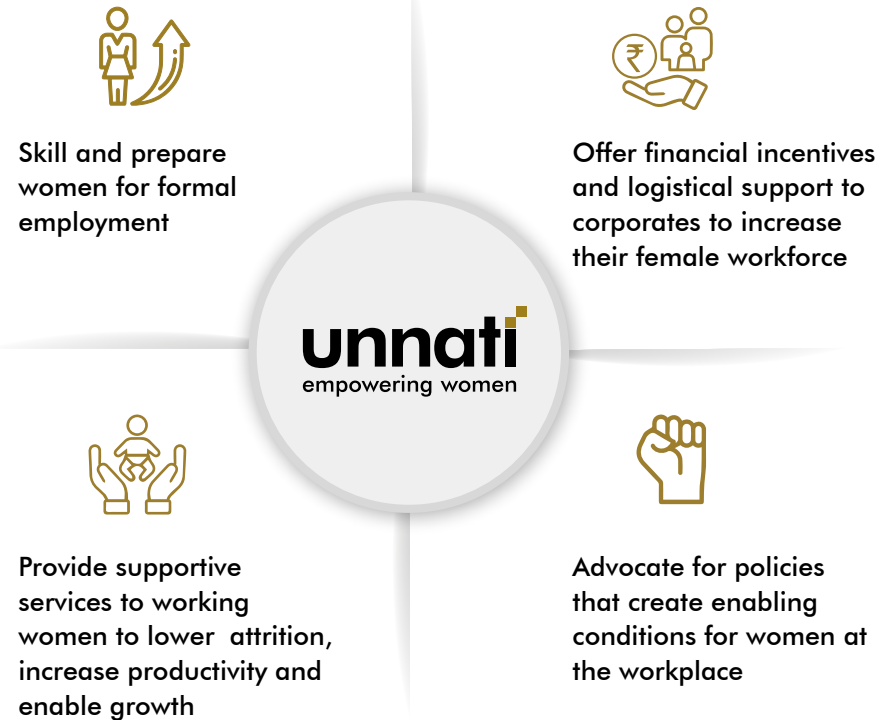 Skill and prepare
women for formal
employment
Offer financial incentives
and logistical support to
corporates to increase
their female workforce
₹
unnati
empowering women
Provide supportive
services to working
women to lower attrition,
increase productivity and
enable growth
Advocate for policies
that create enabling
conditions for women at
the workplace